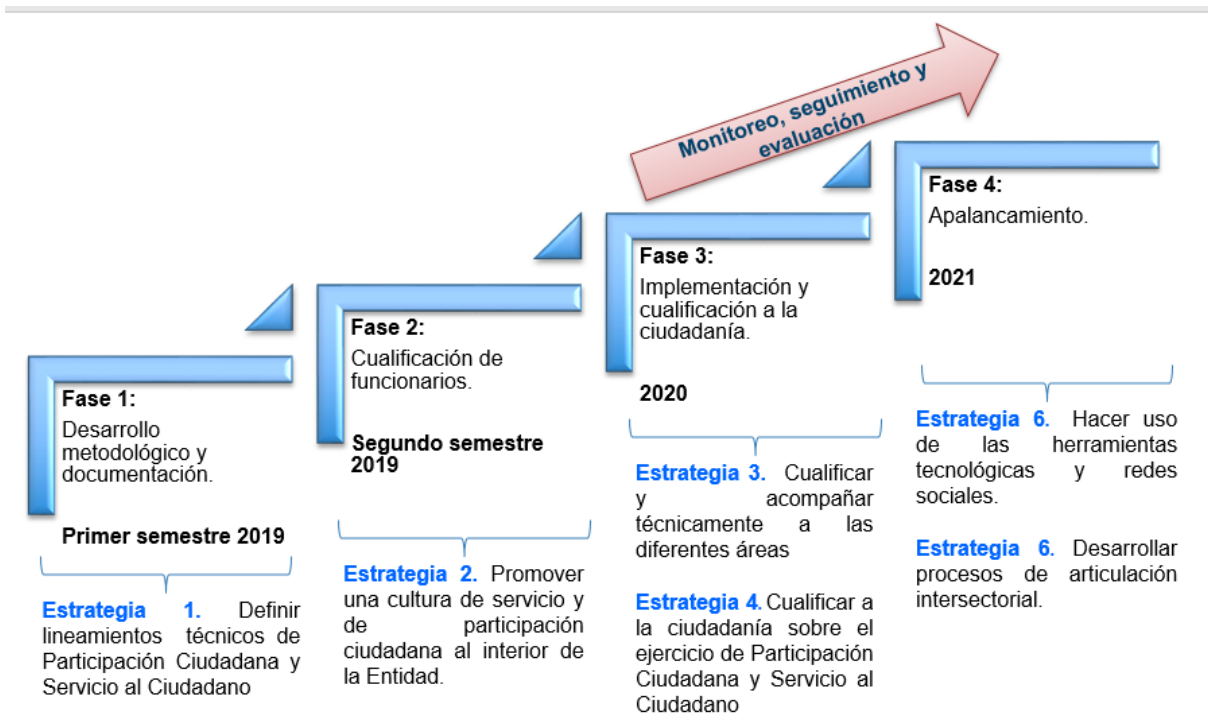 Monitoreo, seguimiento y
evaluación
Fase 1:
Desarrollo
metodológico y
documentación.
Primer semestre 2019
Estrategia 1. Definir
lineamientos técnicos de
Participación Ciudadana y
Servicio al Ciudadano
Fase 2:
Cualificación de
funcionarios.
Segundo semestre
2019
Estrategia 2. Promover
una cultura de servicio y
de participación
ciudadana al interior de
la Entidad.
Fase 3:
Implementación y
cualificación a la
ciudadanía.
2020
Estrategia 3. Cualificar
y acompañar
técnicamente a las
diferentes áreas
Estrategia 4. Cualificar a
la ciudadanía sobre el
ejercicio de Participación
Ciudadana y Servicio al
Ciudadano
Fase 4:
Apalancamiento.
2021
Estrategia 6. Hacer uso
de las herramientas
tecnológicas y redes
sociales.
Estrategia 6. Desarrollar
procesos de articulación
intersectorial.